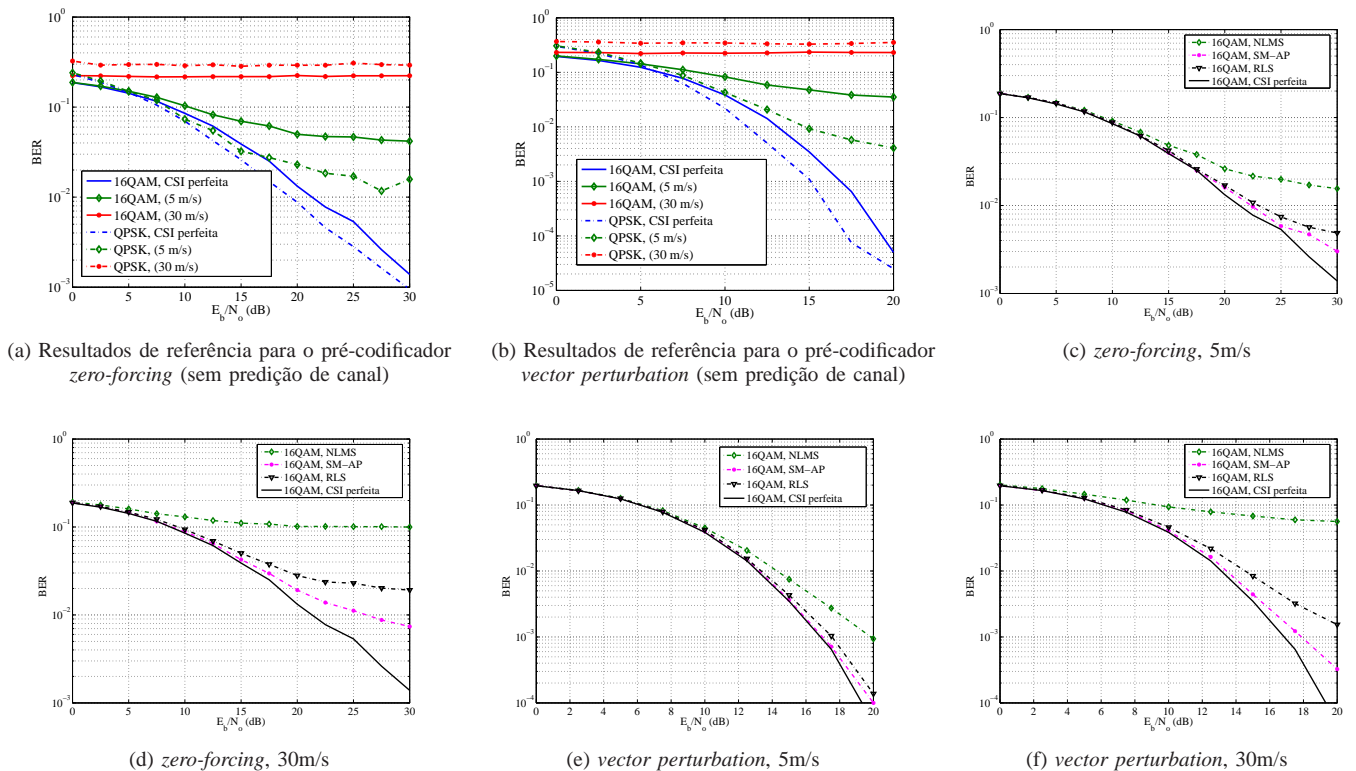 10^0
10^-1
10^-2
10^-3
BER
0 5 10 15 20 25 30
E_b/N_o (dB)
16QAM, CSI perfeita
16QAM, (5 m/s)
16QAM, (30 m/s)
QPSK, CSI perfeita
QPSK, (5 m/s)
QPSK, (30 m/s)
(a) Resultados de referência para o pré-codificador
zero-forcing (sem predição de canal)
10^0
10^-1
10^-2
10^-3
10^-4
10^-5
BER
0 5 10 15 20
E_b/N_o (dB)
16QAM, CSI perfeita
16QAM, (5 m/s)
16QAM, (30 m/s)
QPSK, CSI perfeita
QPSK, (5 m/s)
QPSK, (30 m/s)
(b) Resultados de referência para o pré-codificador
vector perturbation (sem predição de canal)
10^0
10^-1
10^-2
10^-3
BER
0 5 10 15 20 25 30
E_b/N_o (dB)
16QAM, NLMS
16QAM, SM-AP
16QAM, RLS
16QAM, CSI perfeita
(c) zero-forcing, 5m/s
10^0
10^-1
10^-2
10^-3
BER
0 5 10 15 20 25 30
E_b/N_o (dB)
16QAM, NLMS
16QAM, SM-AP
16QAM, RLS
16QAM, CSI perfeita
(d) zero-forcing, 30m/s
10^0
10^-1
10^-2
10^-3
10^-4
BER
0 2 4 6 8 10 12 14 16 18 20
E_b/N_o (dB)
16QAM, NLMS
16QAM, SM-AP
16QAM, RLS
16QAM, CSI perfeita
(e) vector perturbation, 5m/s
10^0
10^-1
10^-2
10^-3
10^-4
BER
0 2 4 6 8 10 12 14 16 18 20
E_b/N_o (dB)
16QAM, NLMS
16QAM, SM-AP
16QAM, RLS
16QAM, CSI perfeita
(f) vector perturbation, 30m/s